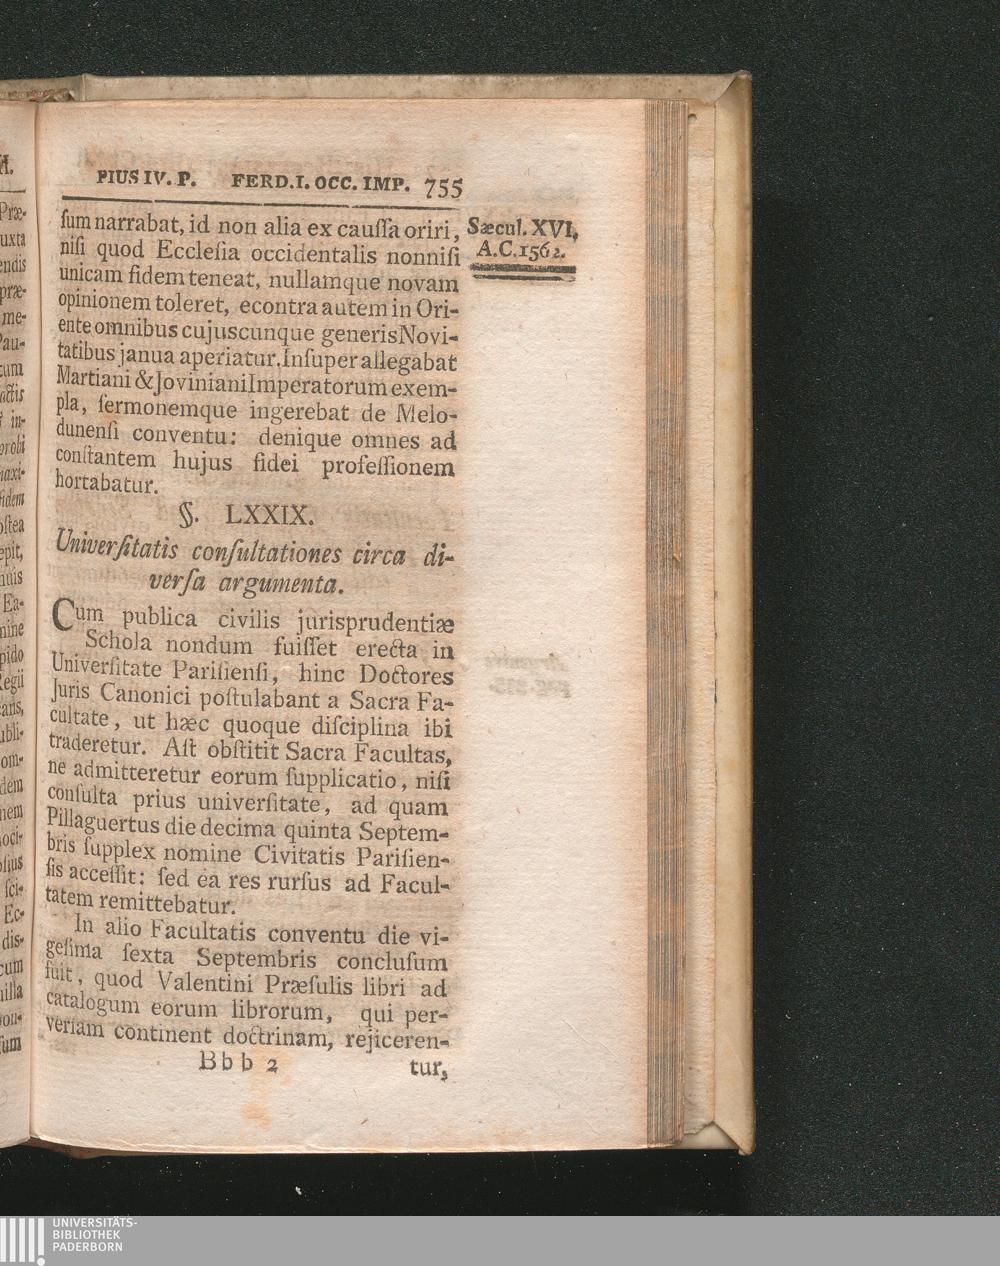 PIUS IV. P. FERD. I. OCC. IMP. 755
ſum narrabat, id non alia ex cauſſa oriri,
niſi quod Eccleſia occidentalis nonniſi
unicam fidem teneat, nullamque novam
opinionem toleret, econtra autem in Ori-
ente omnibus cujuscunque generis Novi-
tatibus janua aperiatur. Inſuper allegabat
Martiani & Joviniani Imperatorum exem-
pla, ſermonemque ingerebat de Melo-
dunenſi conventu: denique omnes ad
conſtantem hujus fidei profeſſionem
hortabatur.
Sæcul. XVI.
A.C. 1562.
§. LXXIX.
Univerſitatis conſultationes circa di-
verſa argumenta.
Cum publica civilis jurisprudentiæ
Schola nondum fuiſſet erecta in
Univerſitate Pariſienſi, hinc Doctores
Juris Canonici poſtulabant a Sacra Fa-
cultate, ut hæc quoque diſciplina ibi
traderetur. Aſt obſtitit Sacra Facultas,
ne admitteretur eorum ſupplicatio, niſi
conſulta prius univerſitate, ad quam
Pillaguertus die decima quinta Septem-
bris ſupplex nomine Civitatis Pariſien-
ſis acceſſit: ſed ea res rurſus ad Facul-
tatem remittebatur.
In alio Facultatis conventu die vi-
geſima ſexta Septembris concluſum
fuit, quod Valentini Præſulis libri ad
catalogum eorum librorum, qui per-
verſam continent doctrinam, rejiceren-
Bbb 2 tur,
UNIVERSITÄTS-
BIBLIOTHEK
PADERBORN